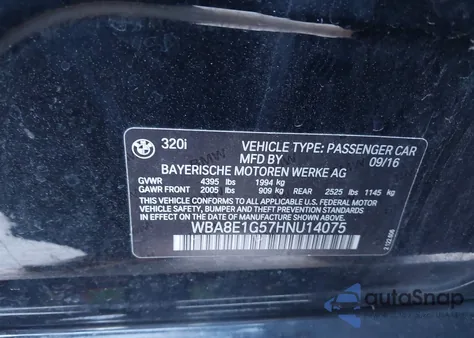 320i VEHICLE TYPE: PASSENGER CAR
MFD BY 09/16
BAYERISCHE MOTOREN WERKE AG
GVWR 4395 lbs 1994 kg
GAWR FRONT 2005 lbs 909 kg REAR 2525 lbs 1145 kg
THIS VEHICLE CONFORMS TO ALL APPLICABLE U.S. FEDERAL MOTOR
VEHICLE SAFETY, BUMPER AND THEFT PREVENTION STANDARDS IN
EFFECT ON THE DATE OF MANUFACTURE SHOWN ABOVE.
WBA8E1G57HNU14075
autoSnap